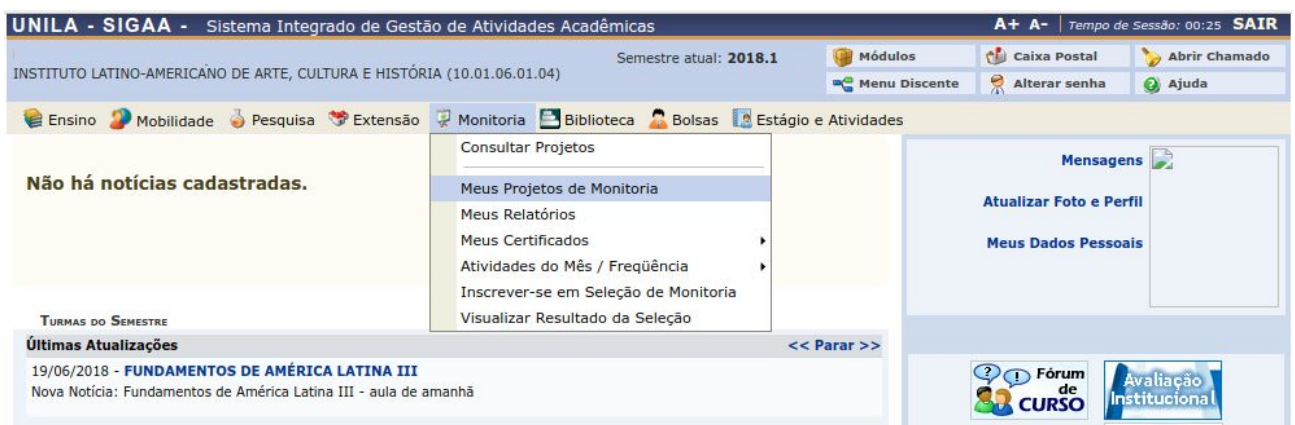 UNILA - SIGAA - Sistema Integrado de Gestão de Atividades Acadêmicas A+ A- | Tempo de Sessão: 00:25 SAIR
INSTITUTO LATINO-AMERICANO DE ARTE, CULTURA E HISTÓRIA (10.01.06.01.04)
Semestre atual: 2018.1
Módulos Caixa Postal Abrir Chamado
Menu Discente Alterar senha Ajuda
Ensino Mobilidade Pesquisa Extensão Monitoria Biblioteca Bolsas Estágio e Atividades
Consultar Projetos
Meus Projetos de Monitoria
Meus Relatórios
Meus Certificados
Atividades do Mês / Freqüência
Inscrever-se em Seleção de Monitoria
Visualizar Resultado da Seleção
Não há notícias cadastradas.
Mensagens
Atualizar Foto e Perfil
Meus Dados Pessoais
TURMAS DO SEMESTRE
Últimas Atualizações << Parar >>
19/06/2018 - FUNDAMENTOS DE AMÉRICA LATINA III
Nova Notícia: Fundamentos de América Latina III - aula de amanhã
Fórum
de
CURSO
Avaliação
Institucional